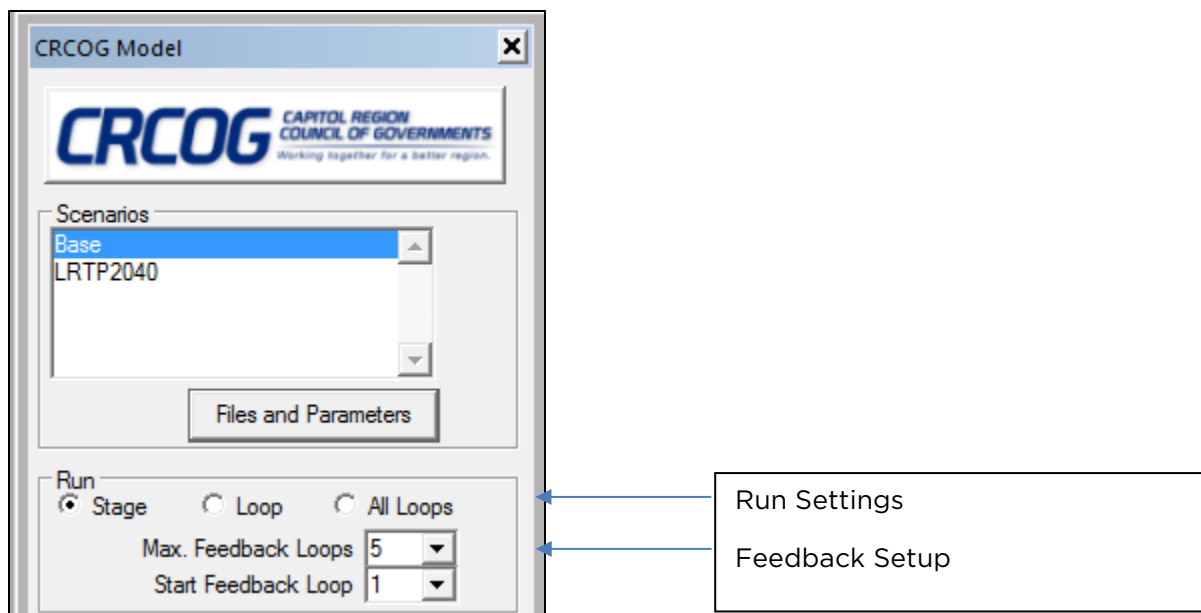 CRCOG Model
CRCOG CAPITOL REGION
COUNCIL OF GOVERNMENTS
Working together for a better region.
Scenarios
Base
LRTP2040
Files and Parameters
Run
Stage Loop All Loops
Max. Feedback Loops 5
Start Feedback Loop 1
Run Settings
Feedback Setup